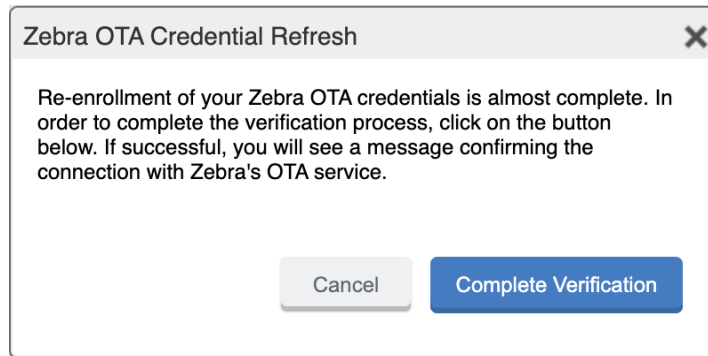 Zebra OTA Credential Refresh
Re-enrollment of your Zebra OTA credentials is almost complete. In
order to complete the verification process, click on the button
below. If successful, you will see a message confirming the
connection with Zebra's OTA service.
Cancel
Complete Verification